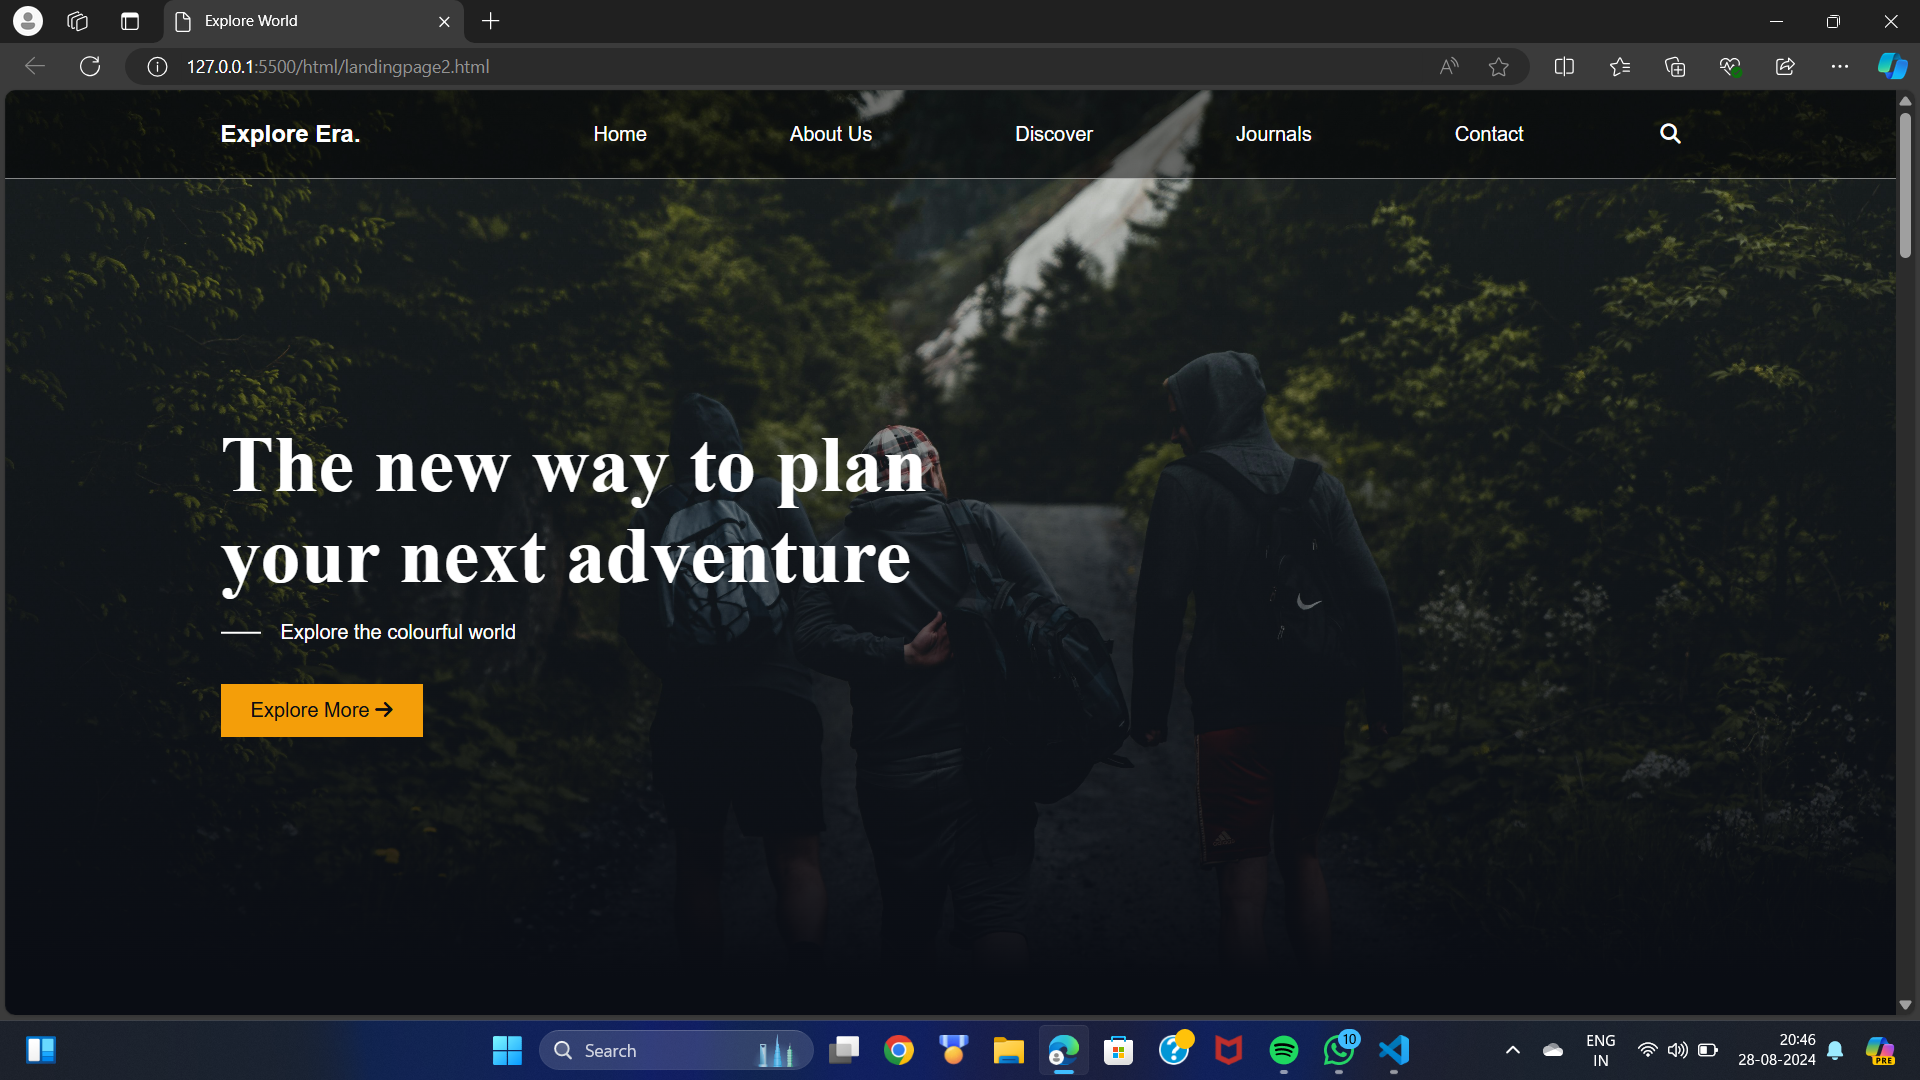 Explore World
127.0.0.1:5500/html/landingpage2.html
Explore Era.
Home
About Us
Discover
Journals
Contact
The new way to plan
your next adventure
Explore the colourful world
Explore More
Search
10
ENG
IN
20:46
28-08-2024
PRE